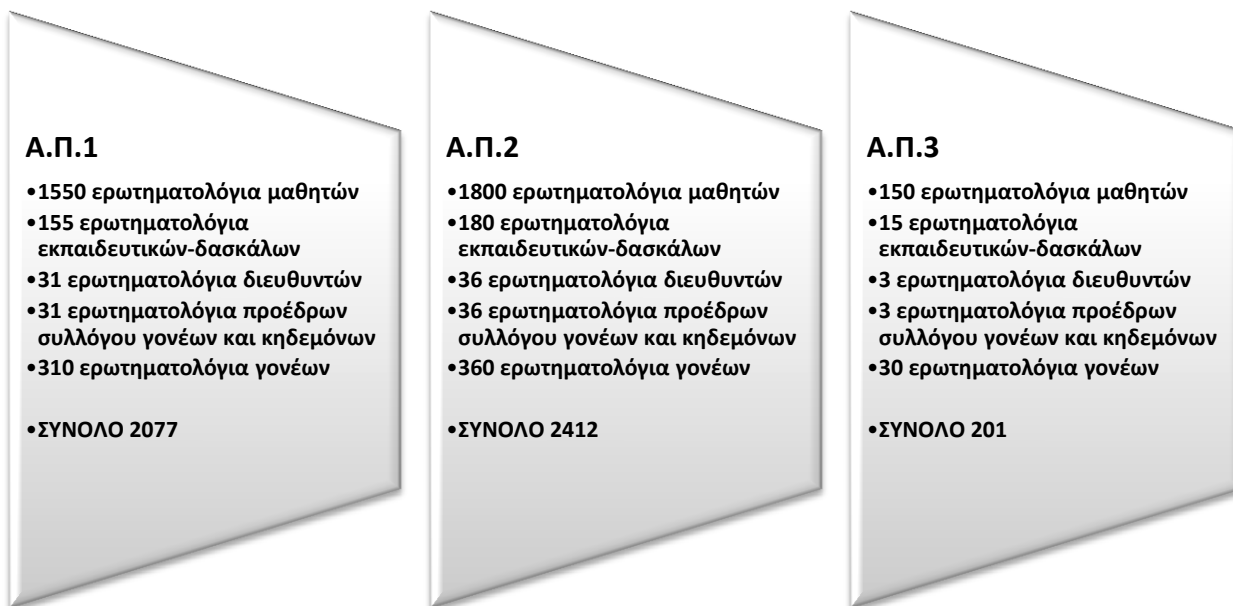 Α.Π.1
•1550 ερωτηματολόγια μαθητών
•155 ερωτηματολόγια
εκπαιδευτικών-δασκάλων
•31 ερωτηματολόγια διευθυντών
•31 ερωτηματολόγια προέδρων
συλλόγου γονέων και κηδεμόνων
•310 ερωτηματολόγια γονέων
•ΣΥΝΟΛΟ 2077
Α.Π.2
•1800 ερωτηματολόγια μαθητών
•180 ερωτηματολόγια
εκπαιδευτικών-δασκάλων
•36 ερωτηματολόγια διευθυντών
•36 ερωτηματολόγια προέδρων
συλλόγου γονέων και κηδεμόνων
•360 ερωτηματολόγια γονέων
•ΣΥΝΟΛΟ 2412
Α.Π.3
•150 ερωτηματολόγια μαθητών
•15 ερωτηματολόγια
εκπαιδευτικών-δασκάλων
•3 ερωτηματολόγια διευθυντών
•3 ερωτηματολόγια προέδρων
συλλόγου γονέων και κηδεμόνων
•30 ερωτηματολόγια γονέων
•ΣΥΝΟΛΟ 201